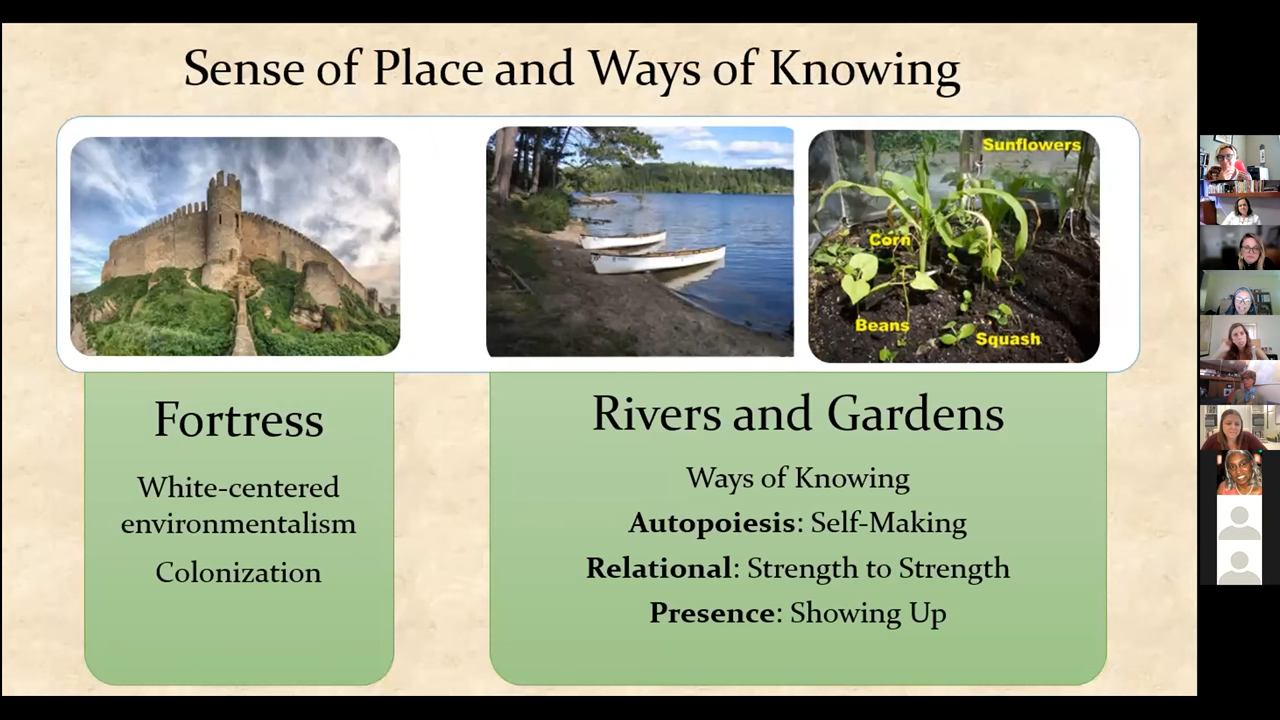 Sense of Place and Ways of Knowing
Sunflowers
Corn
Beans
Squash
Fortress
White-centered
environmentalism
Colonization
Rivers and Gardens
Ways of Knowing
Autopoiesis: Self-Making
Relational: Strength to Strength
Presence: Showing Up